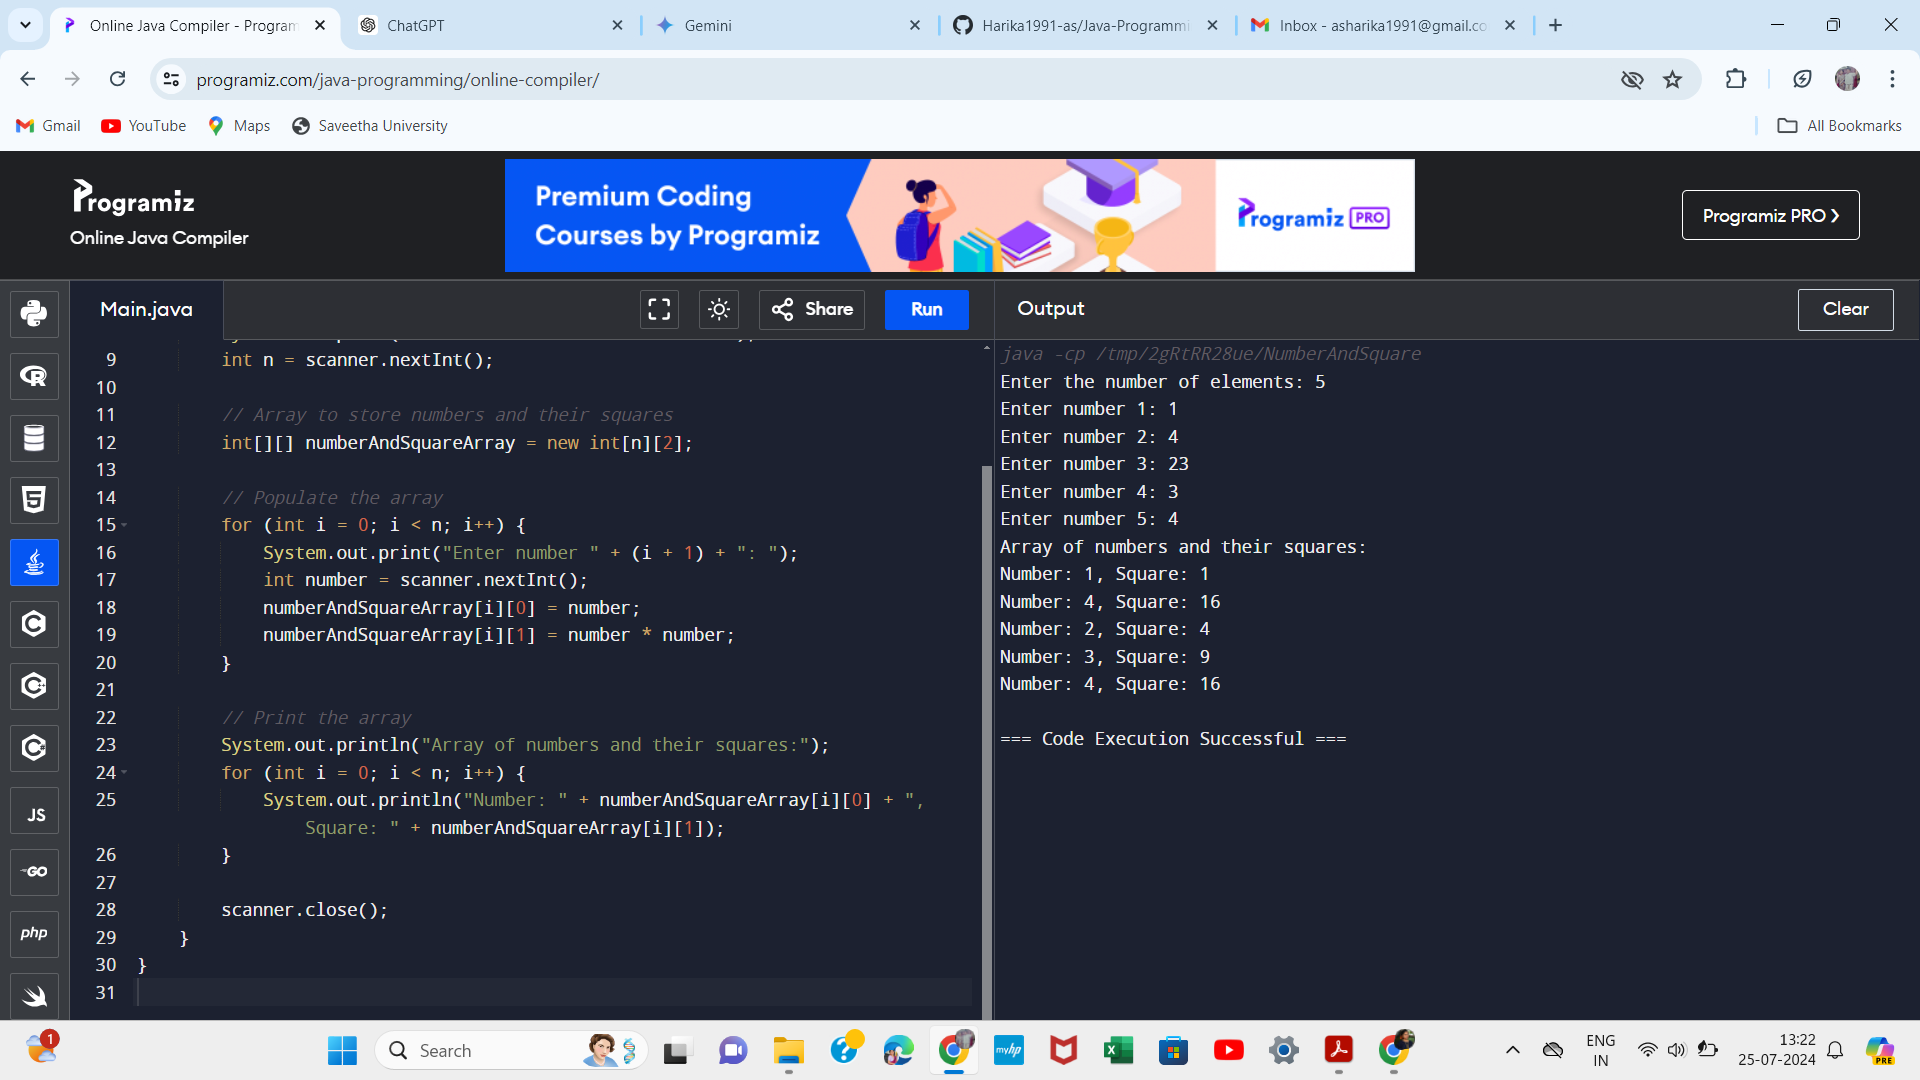 Online Java Compiler - Program
ChatGPT
Gemini
Harika1991-as/Java-Programmi
Inbox - asharika1991@gmail.co
programiz.com/java-programming/online-compiler/
Gmail
YouTube
Maps
Saveetha University
All Bookmarks
Programiz
Online Java Compiler
Premium Coding
Courses by Programiz
Programiz PRO
Programiz PRO
Main.java
Share
Run
Output
Clear
9 int n = scanner.nextInt();
10
11 // Array to store numbers and their squares
12 int[][] numberAndSquareArray = new int[n][2];
13
14 // Populate the array
15 for (int i = 0; i < n; i++) {
16 System.out.print("Enter number " + (i + 1) + ": ");
17 int number = scanner.nextInt();
18 numberAndSquareArray[i][0] = number;
19 numberAndSquareArray[i][1] = number * number;
20 }
21
22 // Print the array
23 System.out.println("Array of numbers and their squares:");
24 for (int i = 0; i < n; i++) {
25 System.out.println("Number: " + numberAndSquareArray[i][0] + ",
Square: " + numberAndSquareArray[i][1]);
26 }
27
28 scanner.close();
29 }
30 }
31
java -cp /tmp/2gRtRR28ue/NumberAndSquare
Enter the number of elements: 5
Enter number 1: 1
Enter number 2: 4
Enter number 3: 23
Enter number 4: 3
Enter number 5: 4
Array of numbers and their squares:
Number: 1, Square: 1
Number: 4, Square: 16
Number: 2, Square: 4
Number: 3, Square: 9
Number: 4, Square: 16
=== Code Execution Successful ===
JS
GO
php
1
Search
myhp
ENG
IN
13:22
25-07-2024
PRE